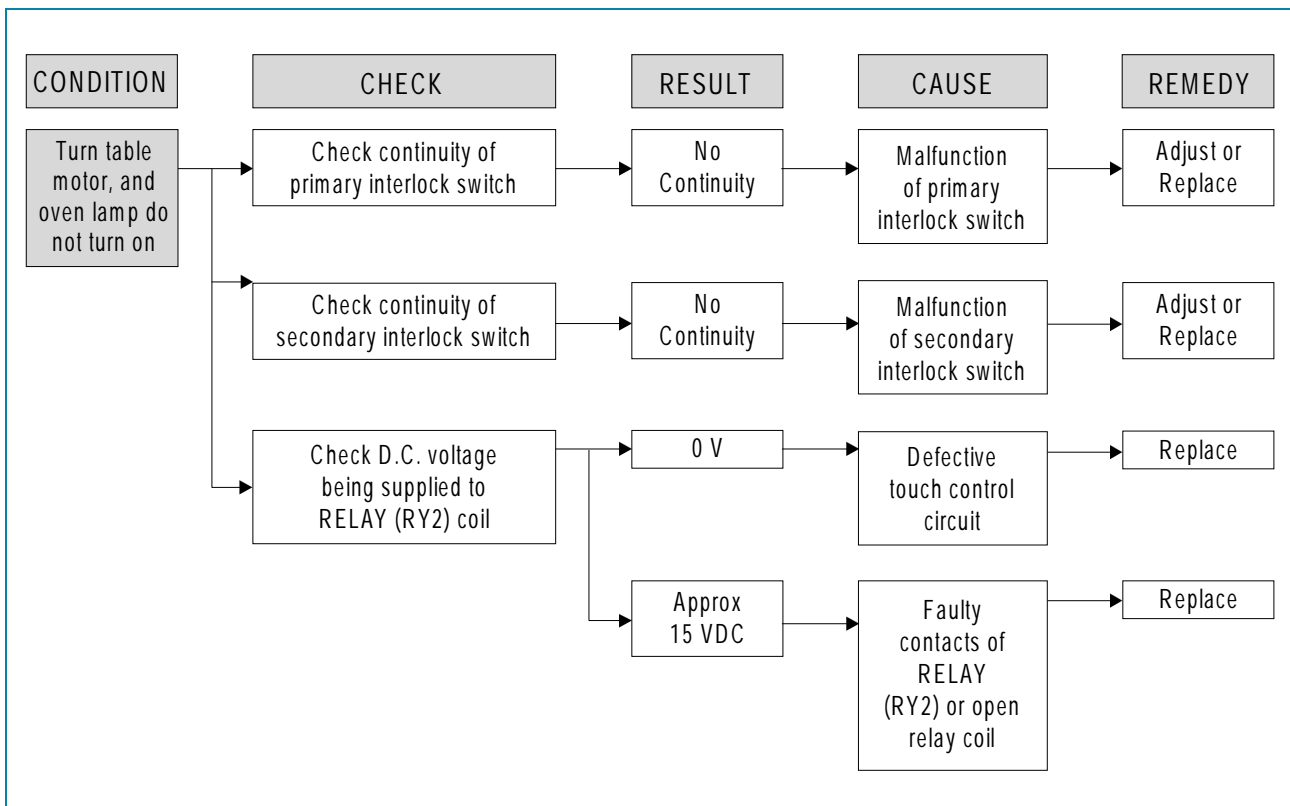 CONDITION
CHECK
RESULT
CAUSE
REMEDY
Turn table
motor, and
oven lamp do
not turn on
Check continuity of
primary interlock switch
No
Continuity
Malfunction
of primary
interlock switch
Adjust or
Replace
Check continuity of
secondary interlock switch
No
Continuity
Malfunction
of secondary
interlock switch
Adjust or
Replace
Check D.C. voltage
being supplied to
RELAY (RY2) coil
0 V
Defective
touch control
circuit
Replace
Approx
15 VDC
Faulty
contacts of
RELAY
(RY2) or open
relay coil
Replace